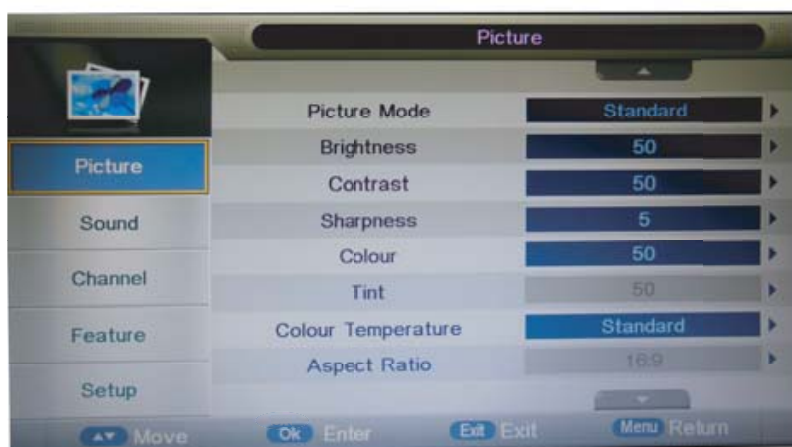 Picture
Picture Mode Standard
Brightness 50
Picture
Contrast 50
Sound
Sharpness 5
Colour 50
Channel
Tint 50
Feature
Colour Temperature Standard
Aspect Ratio 16:9
Setup
Move Ok Enter Exit Exit Menu Return